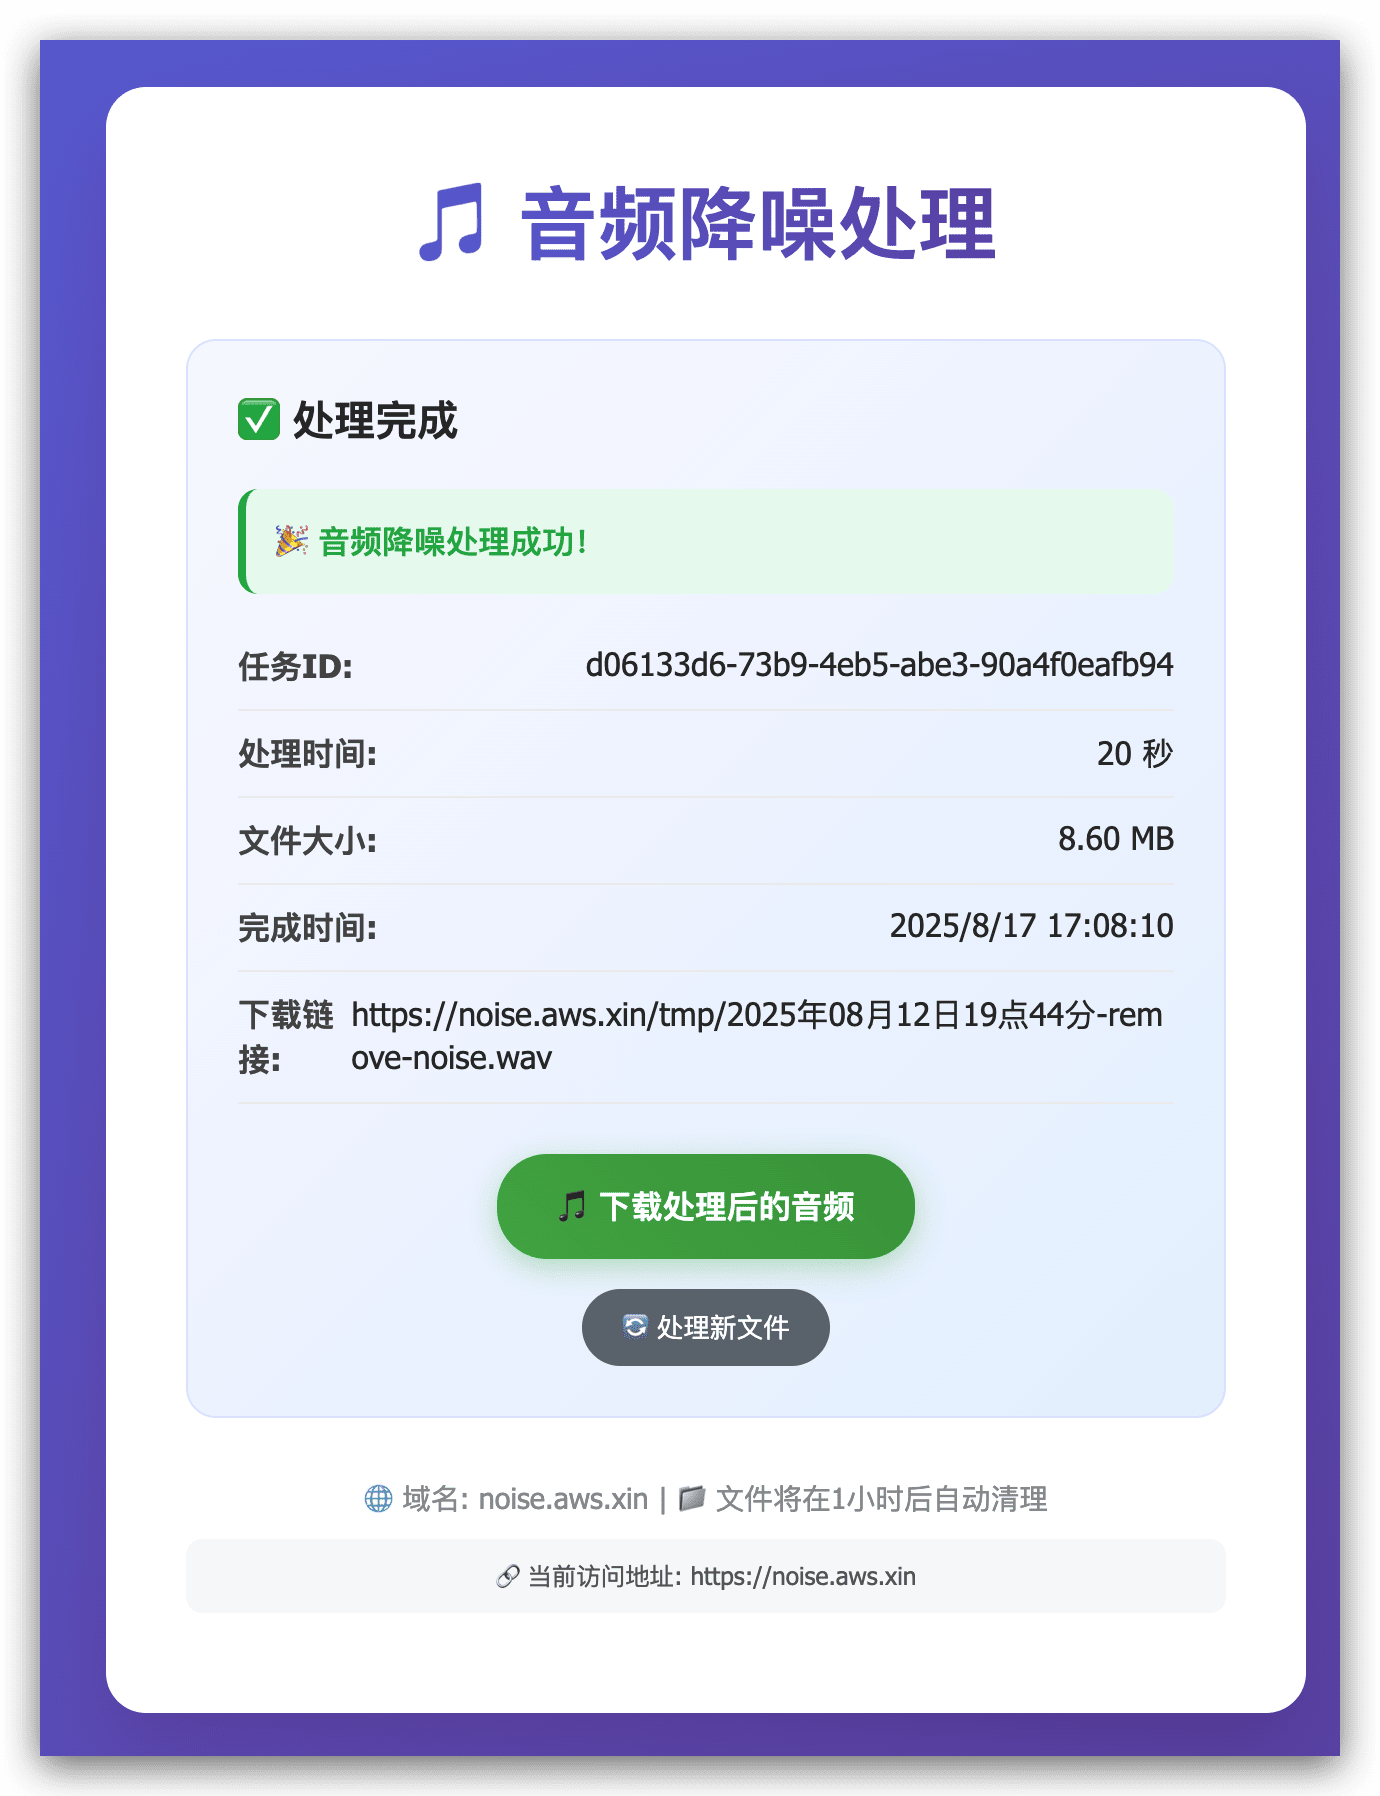 🎵 音频降噪处理
✅ 处理完成
🎉 音频降噪处理成功!
任务ID: d06133d6-73b9-4eb5-abe3-90a4f0eafb94
处理时间: 20 秒
文件大小: 8.60 MB
完成时间: 2025/8/17 17:08:10
下载链 https://noise.aws.xin/tmp/2025年08月12日19点44分-rem
接: ove-noise.wav
🎵 下载处理后的音频
🔄 处理新文件
🌐 域名: noise.aws.xin | 📁 文件将在1小时后自动清理
🔗 当前访问地址: https://noise.aws.xin